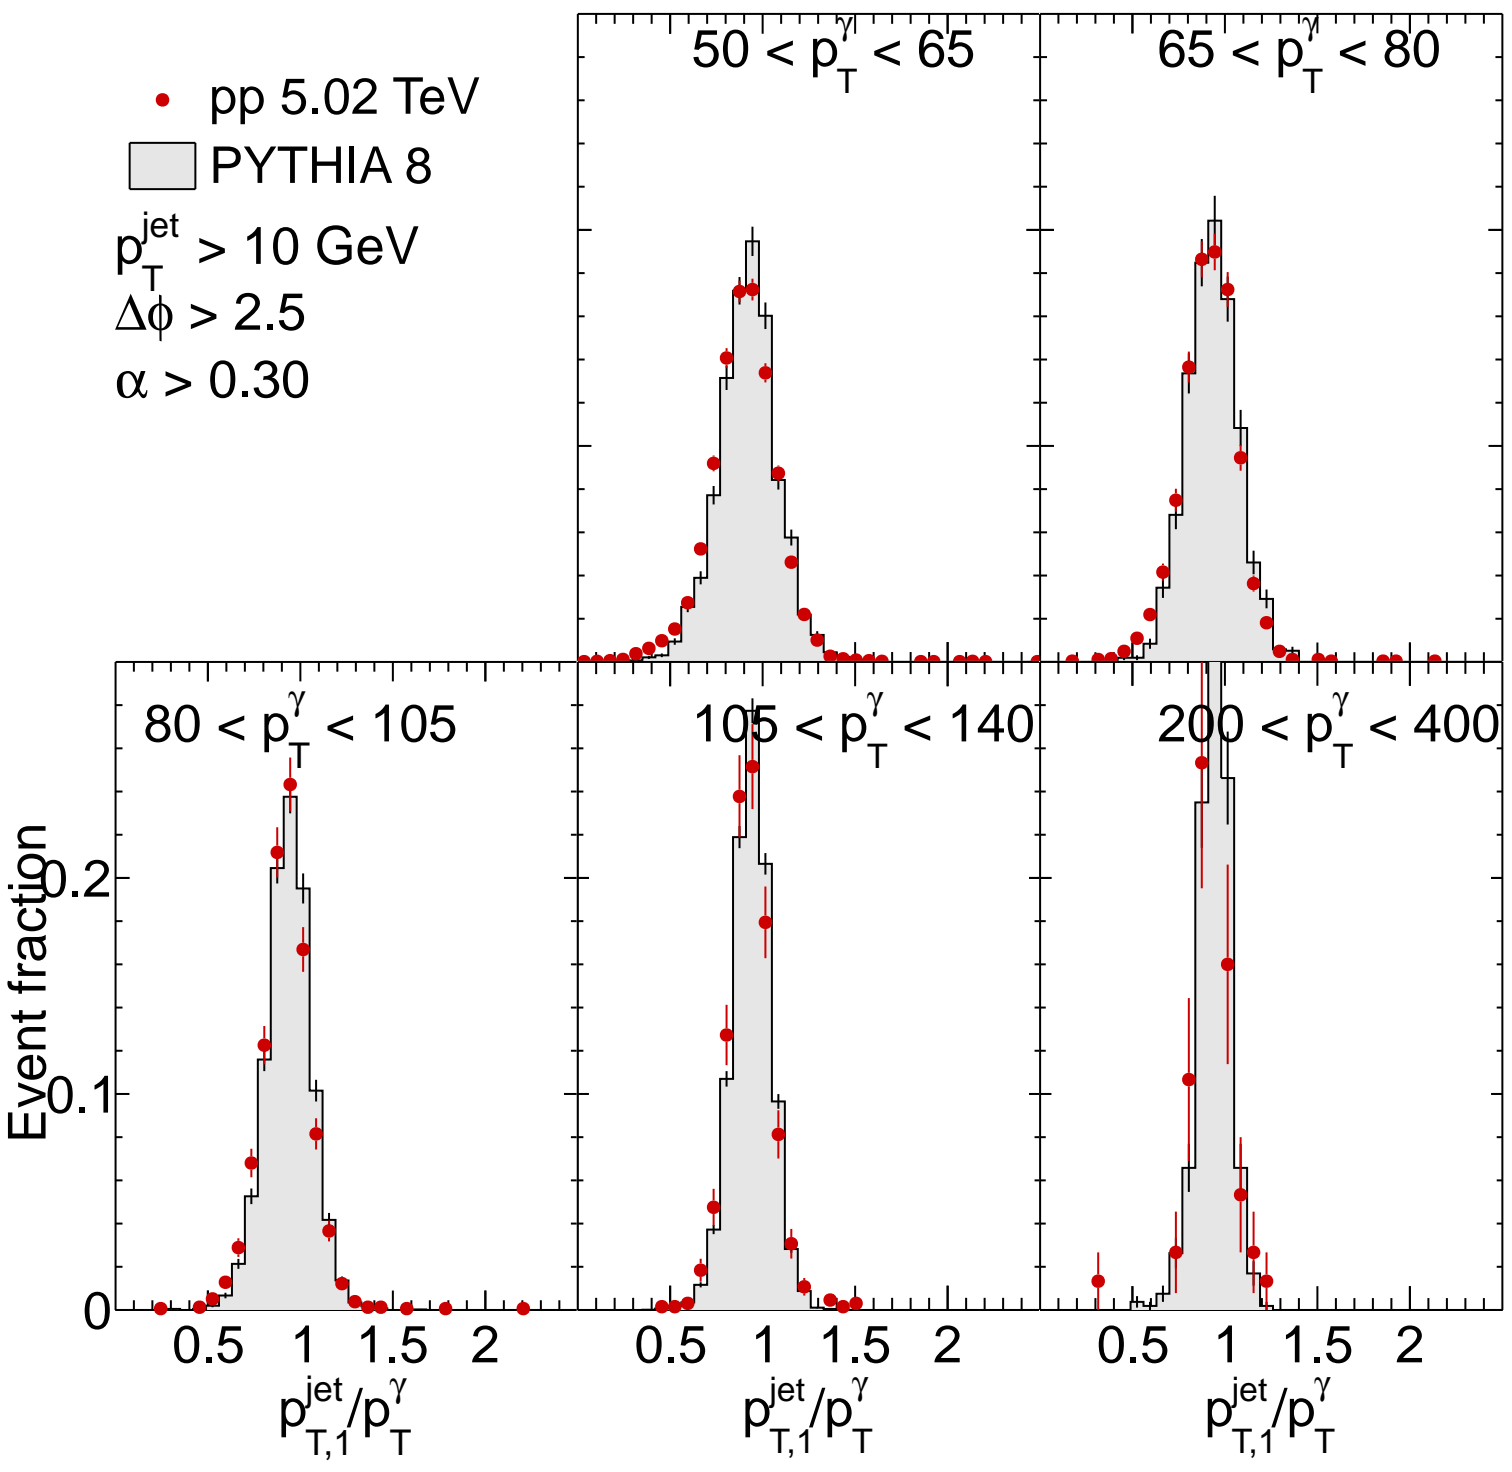 pp 5.02 TeV
PYTHIA 8
p_T^jet > 10 GeV
Δϕ > 2.5
α > 0.30
50 < p_T^γ < 65
65 < p_T^γ < 80
80 < p_T^γ < 105
105 < p_T^γ < 140
200 < p_T^γ < 400
Event fraction
0.2
0.1
0
0.5 1 1.5 2
0.5 1 1.5 2
0.5 1 1.5 2
p_T,1^jet/p_T^γ
p_T,1^jet/p_T^γ
p_T,1^jet/p_T^γ